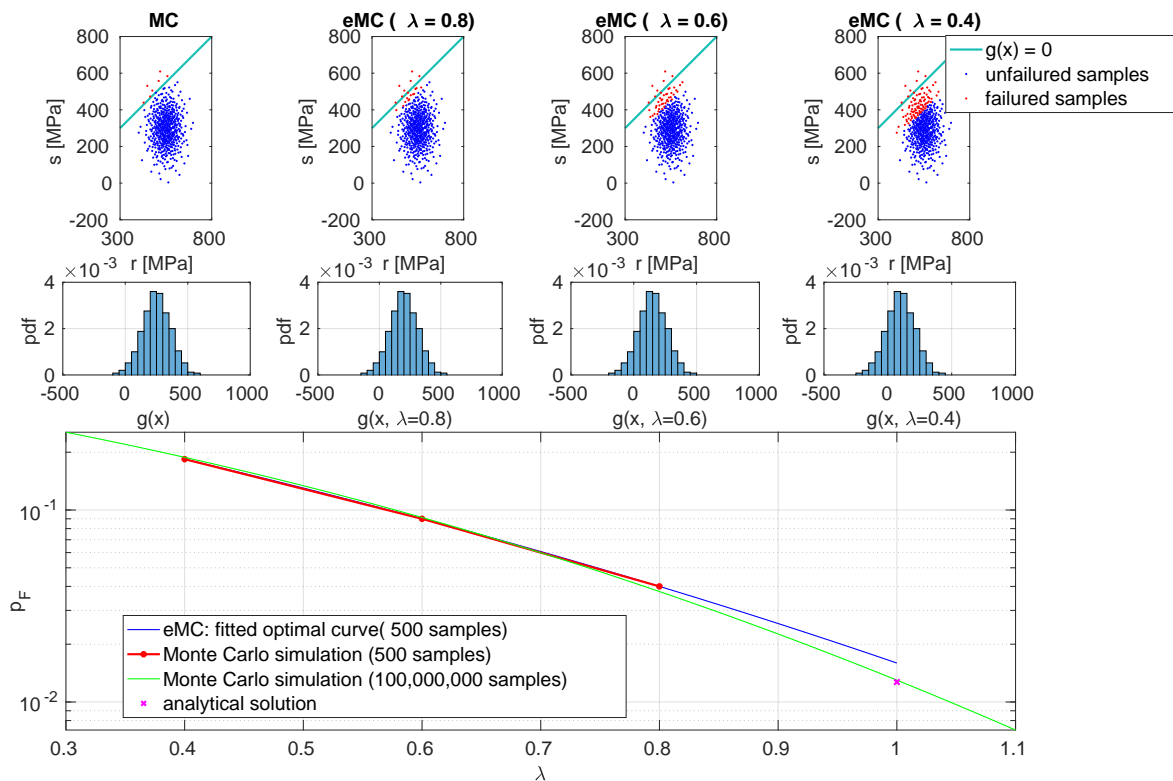 MC
eMC ( λ = 0.8)
eMC ( λ = 0.6)
eMC ( λ = 0.4)
g(x) = 0
unfailured samples
failured samples
800
600
400
200
0
-200
s [MPa]
300 800
r [MPa]
800
600
400
200
0
-200
s [MPa]
300 800
r [MPa]
800
600
400
200
0
-200
s [MPa]
300 800
r [MPa]
800
600
400
200
0
-200
s [MPa]
300 800
r [MPa]
×10 -3
4
2
0
pdf
-500 0 500 1000
g(x)
×10 -3
4
2
0
pdf
-500 0 500 1000
g(x, λ=0.8)
×10 -3
4
2
0
pdf
-500 0 500 1000
g(x, λ=0.6)
×10 -3
4
2
0
pdf
-500 0 500 1000
g(x, λ=0.4)
10 -1
10 -2
p F
eMC: fitted optimal curve( 500 samples)
Monte Carlo simulation (500 samples)
Monte Carlo simulation (100,000,000 samples)
analytical solution
0.3 0.4 0.5 0.6 0.7 0.8 0.9 1 1.1
λ